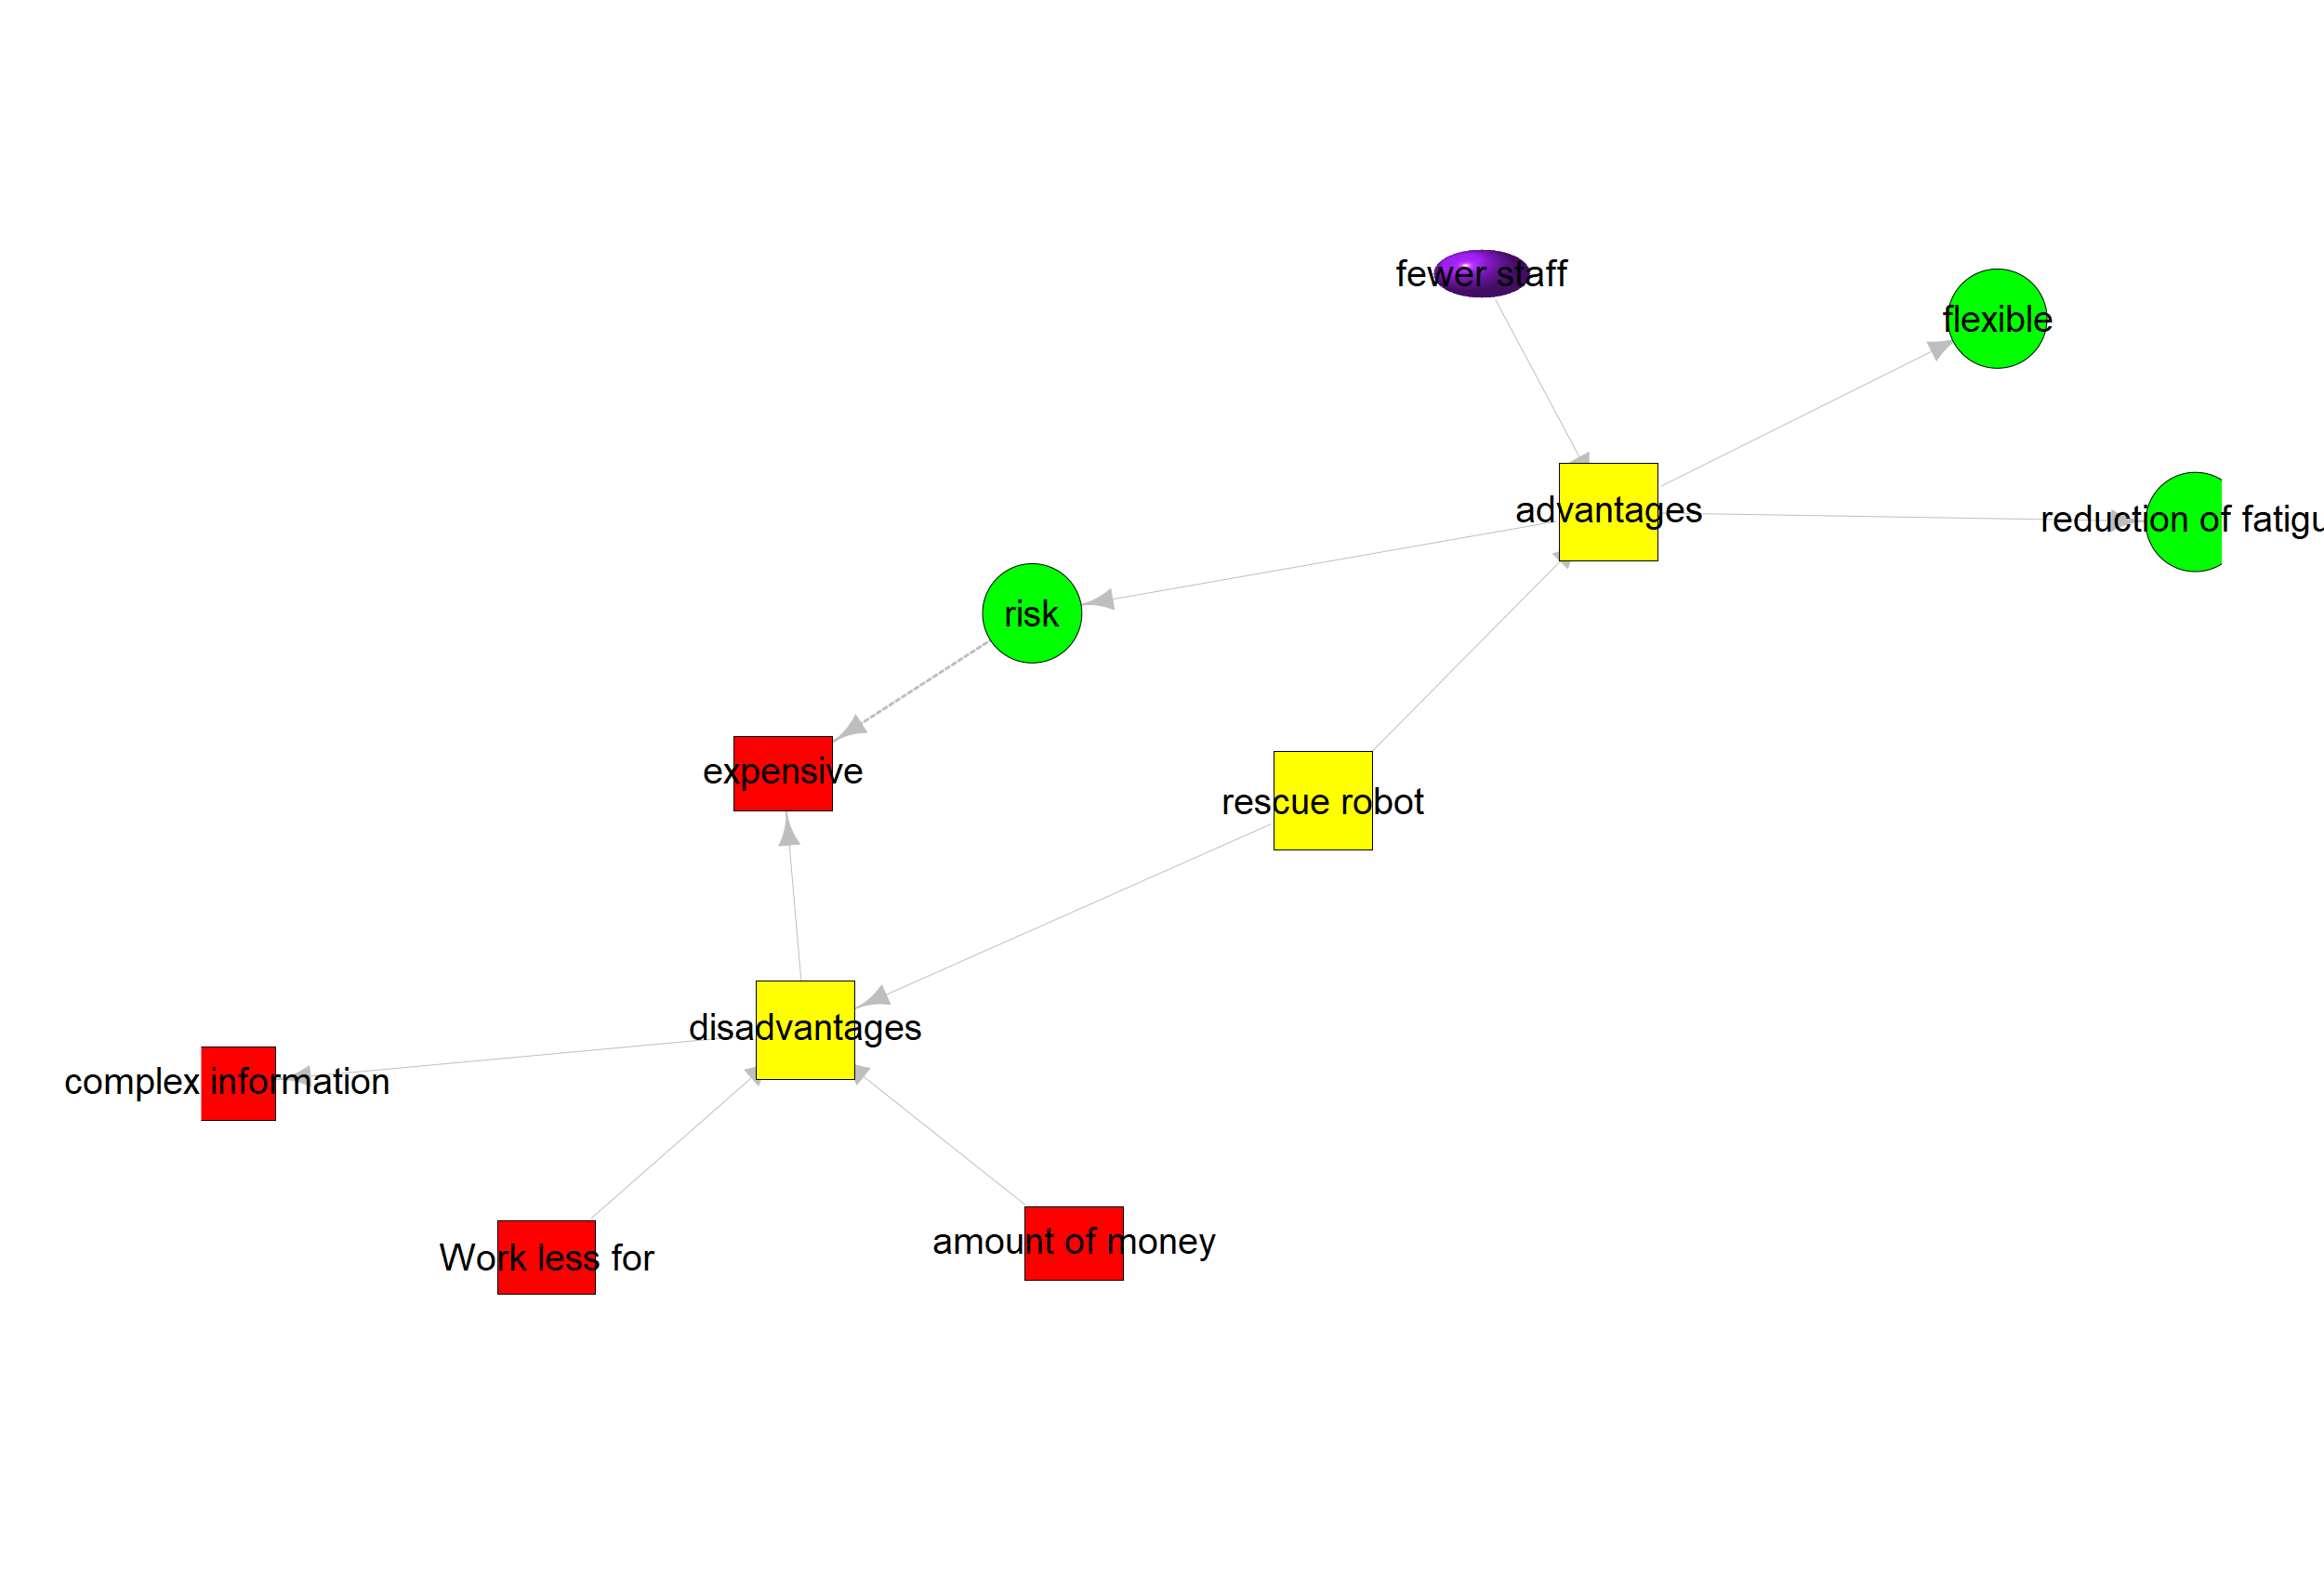 fewer staff
flexible
advantages
reduction of fatigu
risk
expensive
rescue robot
disadvantages
complex information
Work less for
amount of money